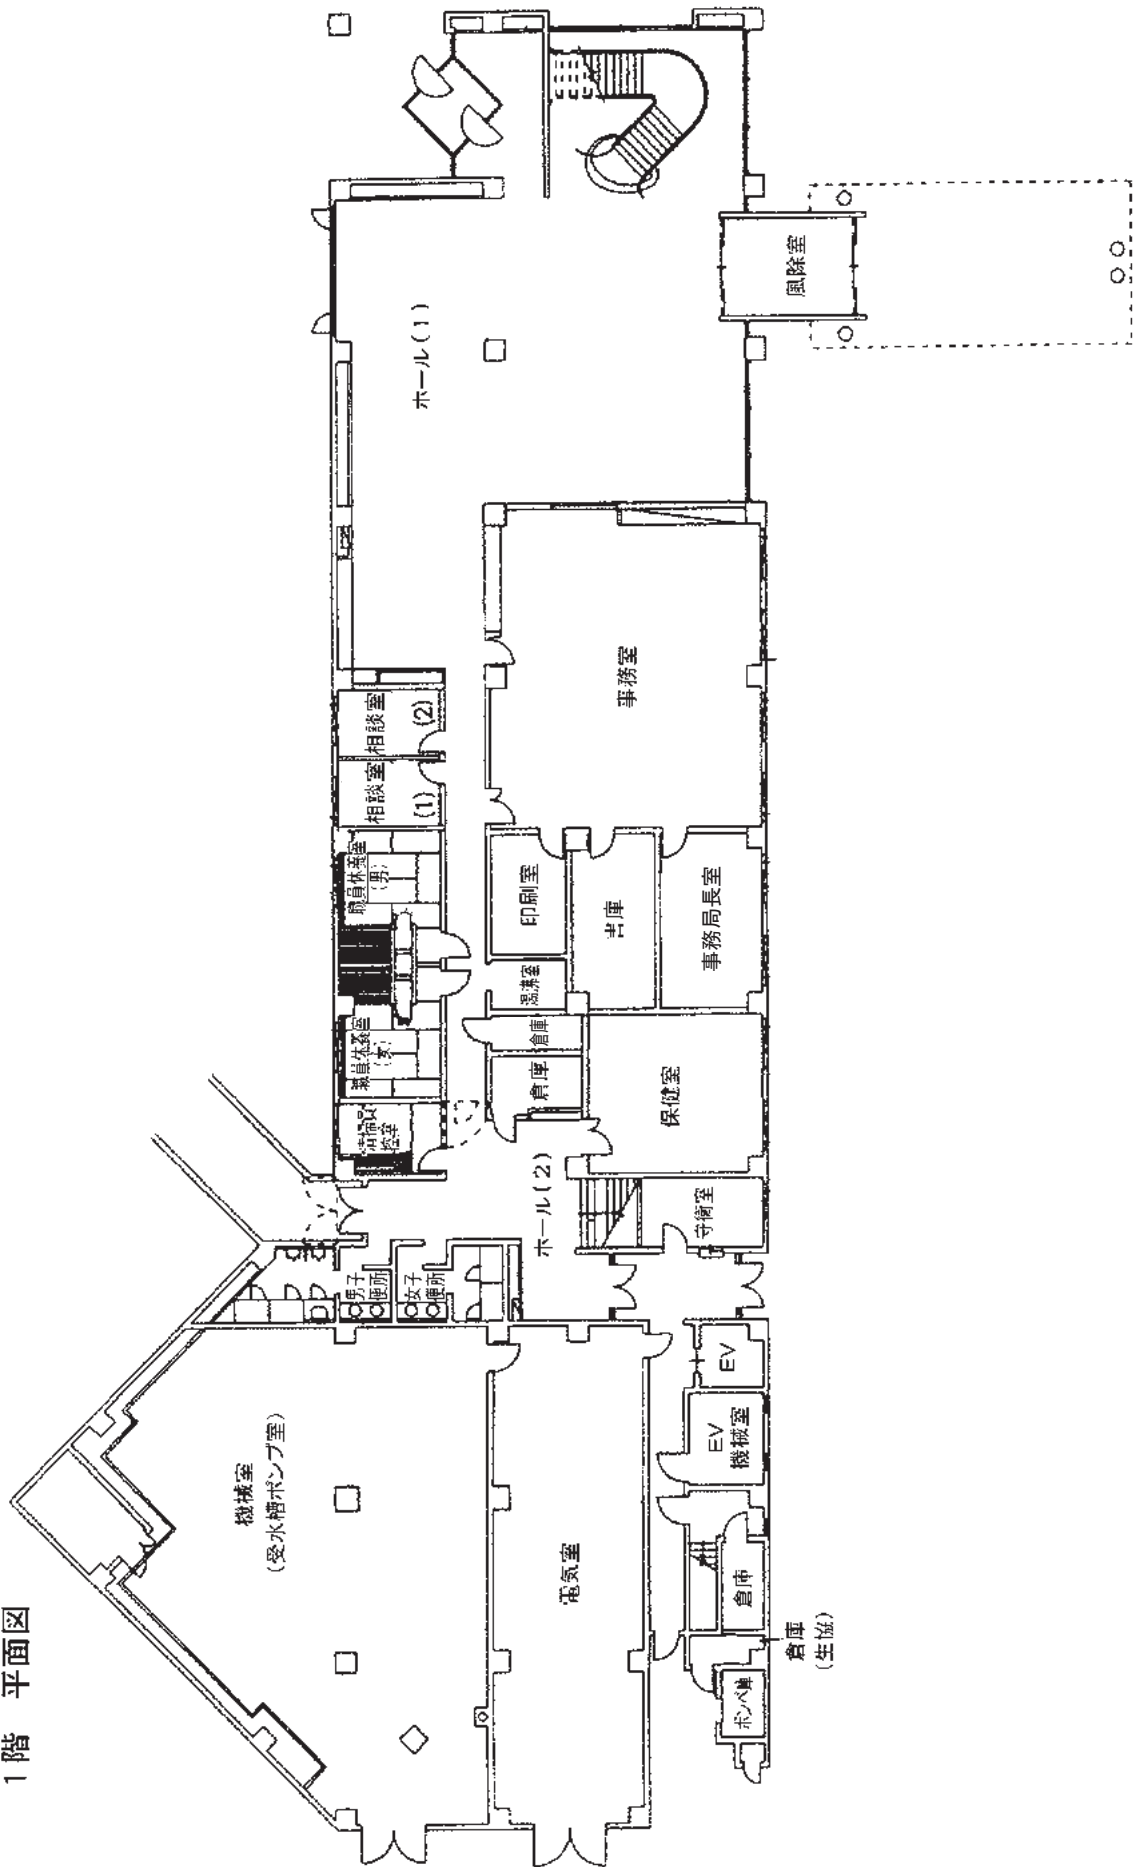 1階 平面図
機械室
(受水槽ポンプ室)
電気室
男子
便所
女子
便所
EV
EV
機械室
倉庫
倉庫
(生協)
ボンベ庫
清掃員
控室
職員休養室
(女)
職員休養室
(男)
相談室
(1)
相談室
(2)
ホール(2)
倉庫
倉庫
湯沸室
印刷室
書庫
事務局長室
保健室
守衛室
事務室
ホール(1)
風除室